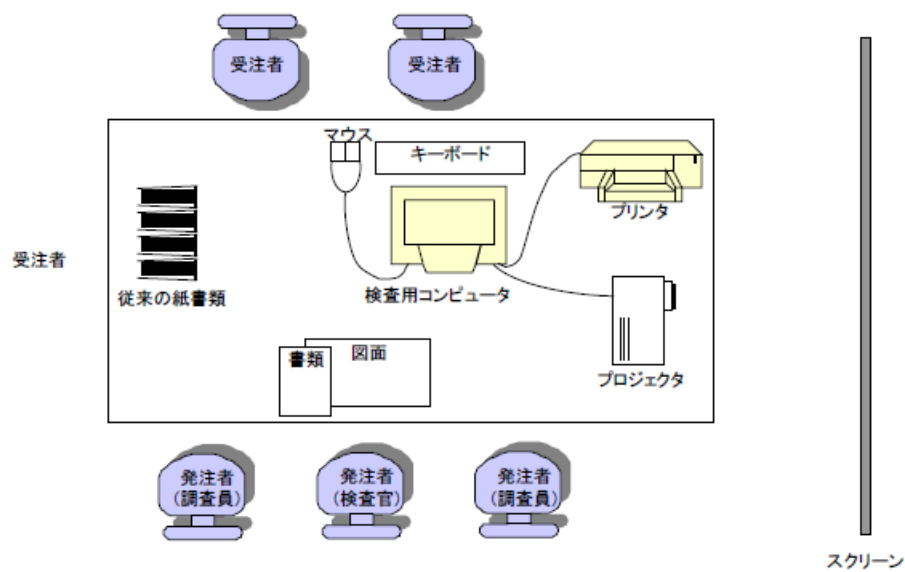 受注者
受注者
マウス
キーボード
プリンタ
受注者
従来の紙書類
検査用コンピュータ
書類
図面
プロジェクタ
発注者
(調査員)
発注者
(検査官)
発注者
(調査員)
スクリーン